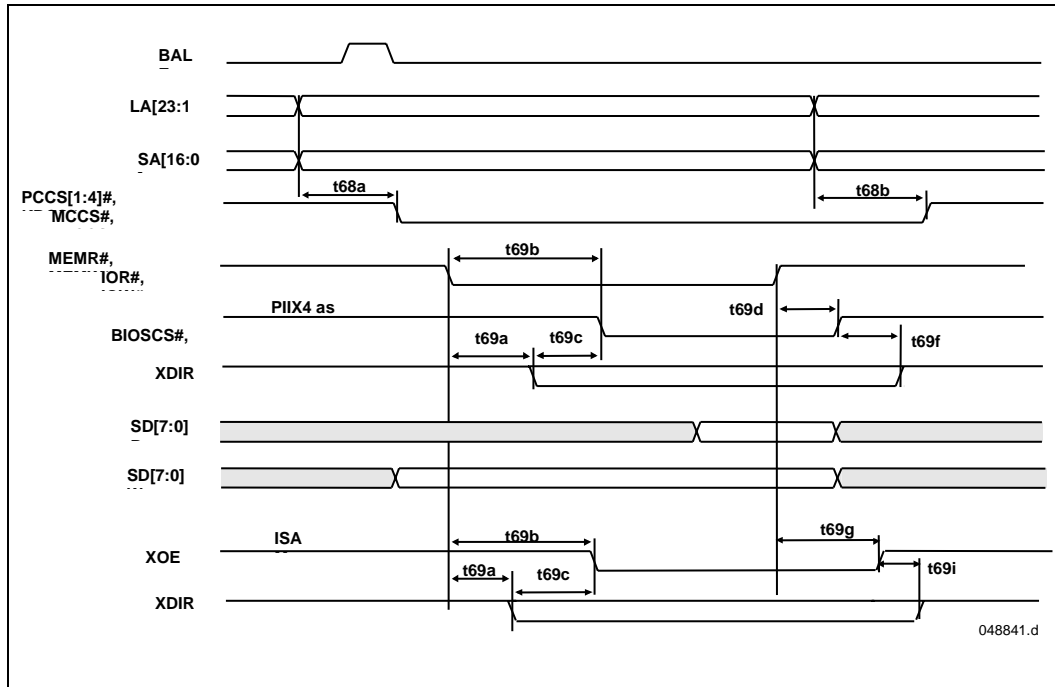 BAL
LA[23:1
SA[16:0
t68a
t68b
PCCS[1:4]#,
MCCS#,
MEMR#,
IOR#,
t69b
PIIX4 as
t69d
BIOSCS#,
t69a
t69c
t69f
XDIR
SD[7:0]
SD[7:0]
ISA
t69b
t69g
XOE
t69a
t69c
t69i
XDIR
048841.d